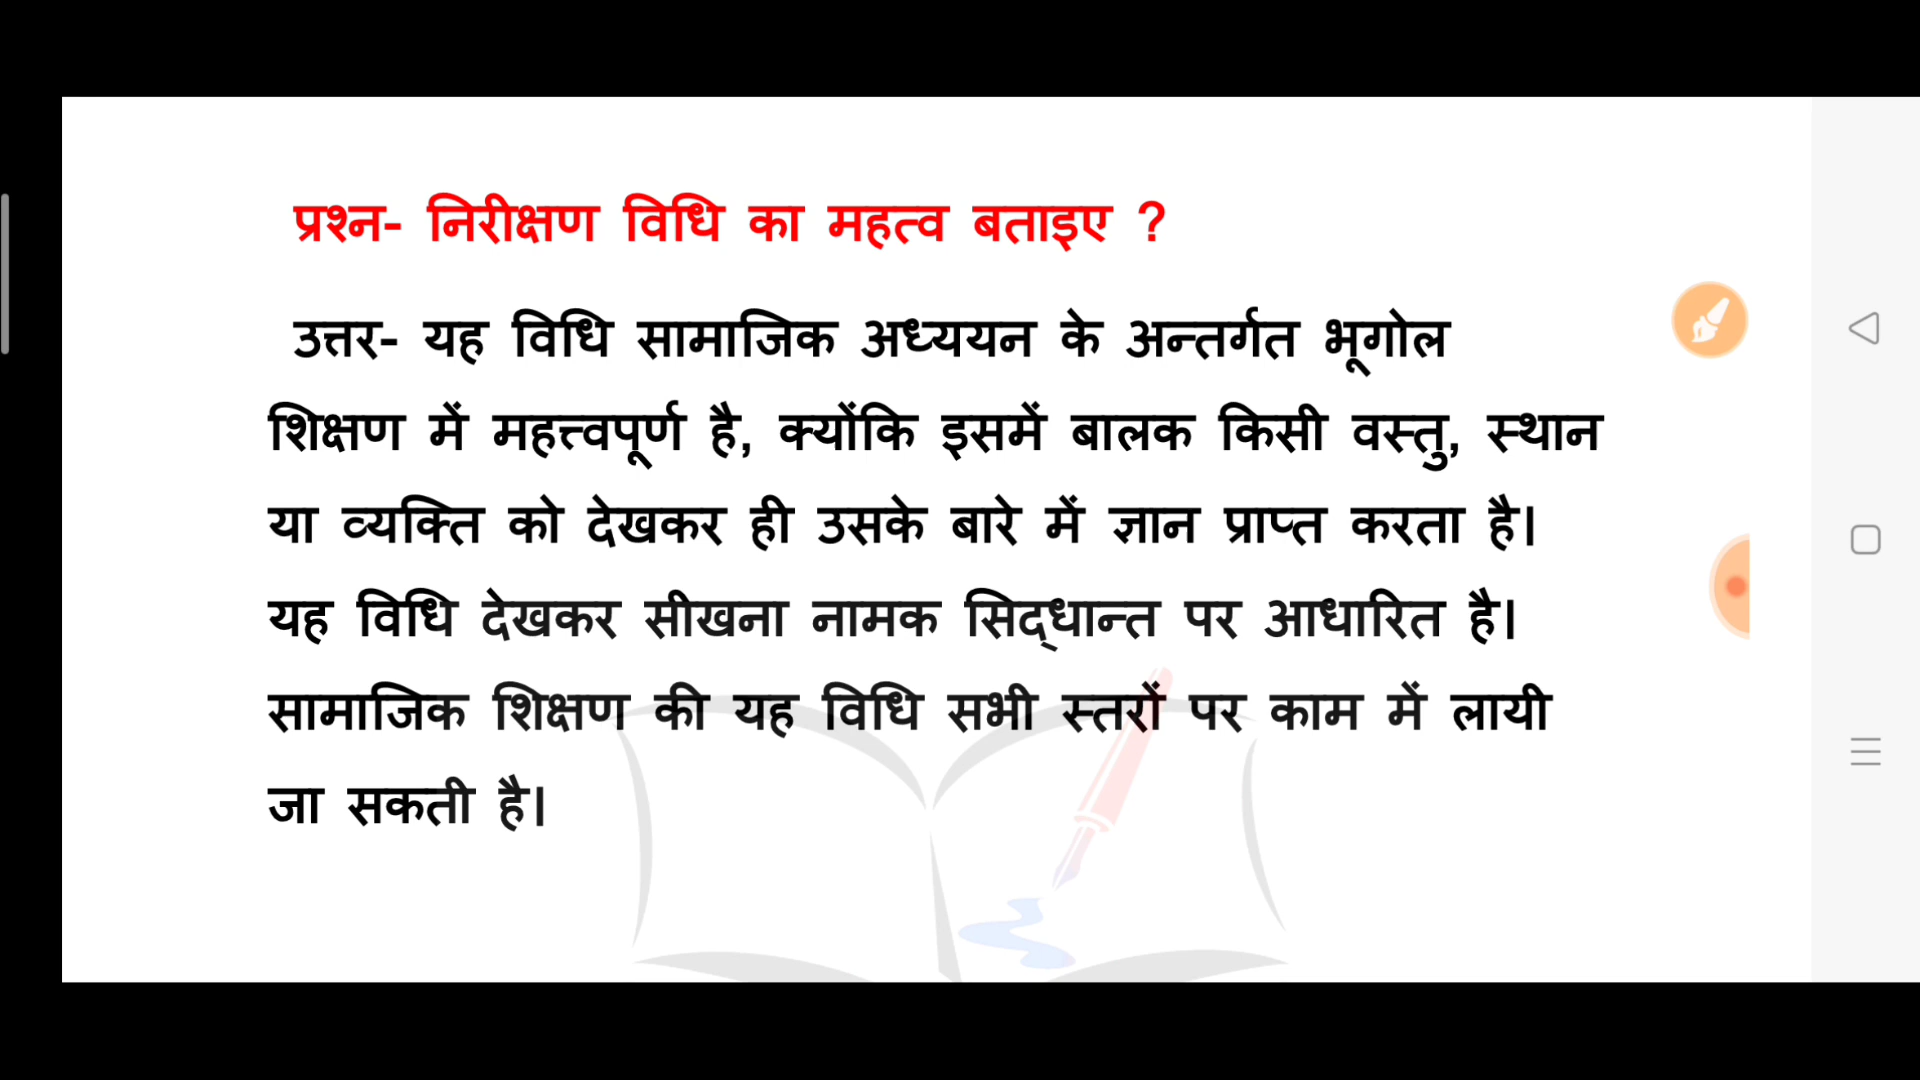 प्रश्न- निरीक्षण विधि का महत्व बताइए ?
उत्तर- यह विधि सामाजिक अध्ययन के अन्तर्गत भूगोल
शिक्षण में महत्त्वपूर्ण है, क्योंकि इसमें बालक किसी वस्तु, स्थान
या व्यक्ति को देखकर ही उसके बारे में ज्ञान प्राप्त करता है।
यह विधि देखकर सीखना नामक सिद्धान्त पर आधारित है।
सामाजिक शिक्षण की यह विधि सभी स्तरों पर काम में लायी
जा सकती है।